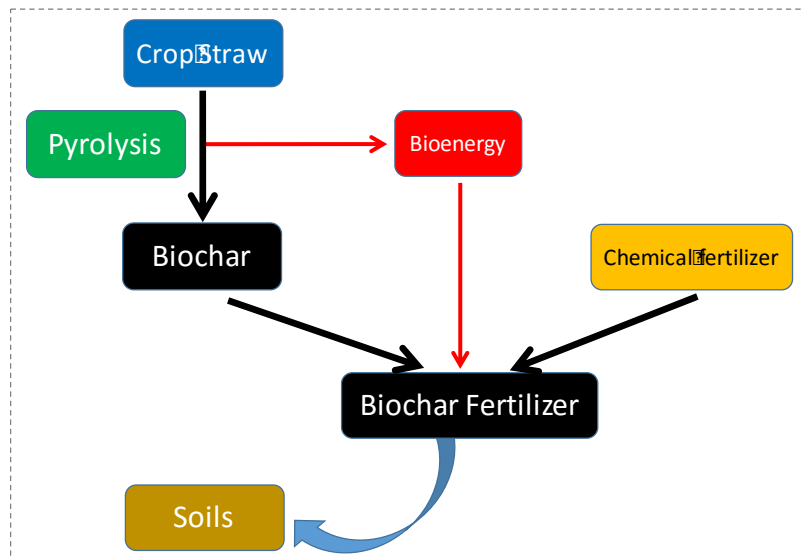 Crop Straw
Pyrolysis
Bioenergy
Biochar
Chemical fertilizer
Biochar Fertilizer
Soils